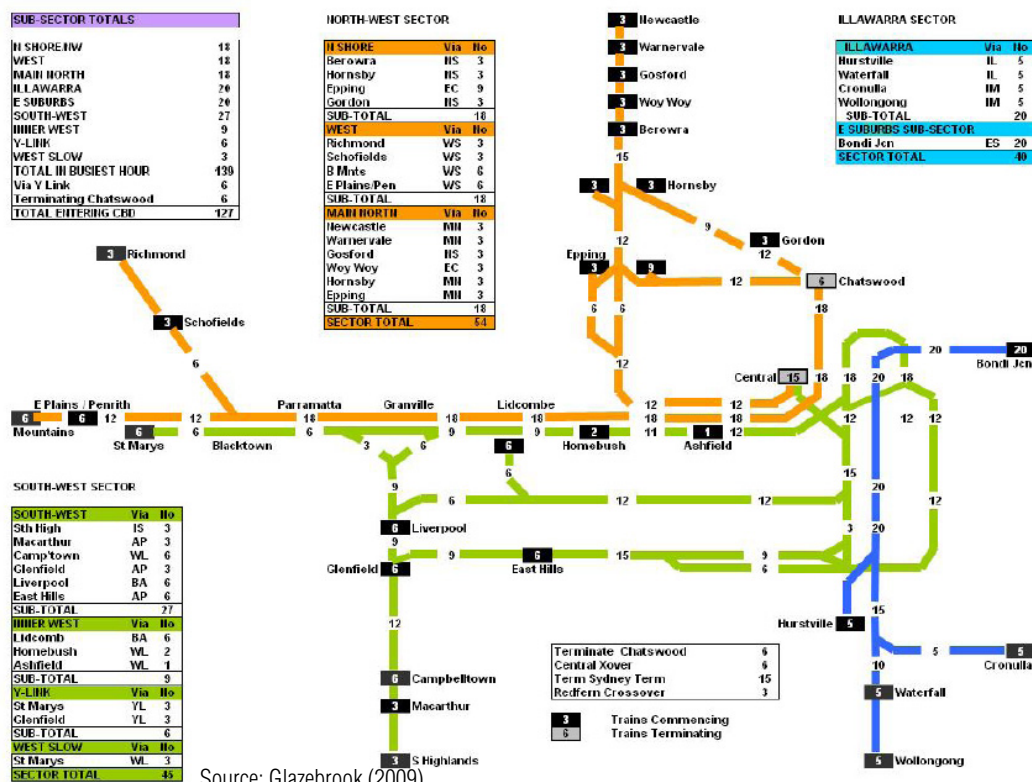 SUB-SECTOR TOTALS
N SHORE/NW 18
WEST 18
MAIN NORTH 18
ILLAWARRA 20
E SUBURBS 20
SOUTH-WEST 27
INNER WEST 9
Y-LINK 6
WEST SLOW 3
TOTAL IN BUSIEST HOUR 139
Via Y Link 6
Terminating Chatswood 6
TOTAL ENTERING CBD 127
NORTH-WEST SECTOR
N SHORE Via No
Berowra NS 3
Hornsby NS 3
Epping EC 9
Gordon NS 3
SUB-TOTAL 18
WEST Via No
Richmond WS 3
Schofields WS 3
B Mnts WS 6
E Plains/Pen WS 6
SUB-TOTAL 18
MAIN NORTH Via No
Newcastle MN 3
Warnervale MN 3
Gosford NS 3
Woy Woy EC 3
Hornsby MN 3
Epping MN 3
SUB-TOTAL 18
SECTOR TOTAL 54
ILLAWARRA SECTOR
ILLAWARRA Via No
Hurstville IL 5
Waterfall IL 5
Cronulla IM 5
Wollongong IM 5
SUB-TOTAL 20
E SUBURBS SUB-SECTOR
Bondi Jcn ES 20
SECTOR TOTAL 40
3 Newcastle
3 Warnervale
3 Gosford
3 Woy Woy
3 Berowra
15
3 3 Hornsby
9
12 3 Gordon
12
Epping
3 9
12 6 Chatswood
6 6 18
12
3 Richmond
3 Schofields
6
20 20
Bondi Jcn
Central 15 18 18 20 18
E Plains / Penrith Parramatta Granville Lidcombe
12 12
6 6 12 12 18 18 18 18 18
Mountains
6 6 6 9 9 2 11 1 12
12 12 12
St Marys Blacktown Homebush Ashfield
3 6 6
15
9 6 6 12 12 20 12
6 Liverpool
3 20
9
Glenfield 6 9 6 15 9
East Hills 6
15
12
Hurstville 5
5 5
Cronulla
10
6 Campbelltown
5 Waterfall
3 Macarthur
3 S Highlands
5
Wollongong
SOUTH-WEST SECTOR
SOUTH-WEST Via No
Sth High IS 3
Macarthur AP 3
Camp'town WL 6
Glenfield AP 3
Liverpool BA 6
East Hills AP 6
SUB-TOTAL 27
INNER WEST Via No
Lidcomb BA 6
Homebush WL 2
Ashfield WL 1
SUB-TOTAL 9
Y-LINK Via No
St Marys YL 3
Glenfield YL 3
SUB-TOTAL 6
WEST SLOW Via No
St Marys WL 3
SECTOR TOTAL 45
Terminate Chatswood 6
Central Xover 6
Term Sydney Term 15
Redfern Crossover 3
3 Trains Commencing
6 Trains Terminating
Source: Glazebrook (2009)